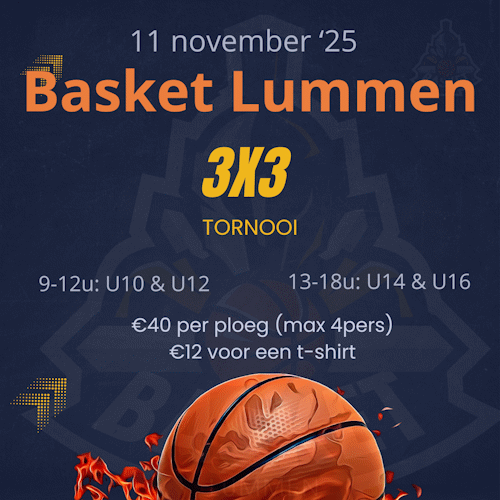 11 november ‘25
Basket Lummen
3X3
TORNOOI
9-12u: U10 & U12
13-18u: U14 & U16
€40 per ploeg (max 4pers)
€12 voor een t-shirt